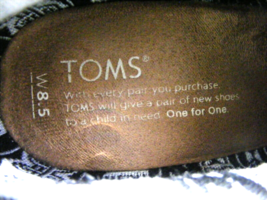 TOMS®
W8.5
With every pair you purchase,
TOMS will give a pair of new shoes
to a child in need. One for One.